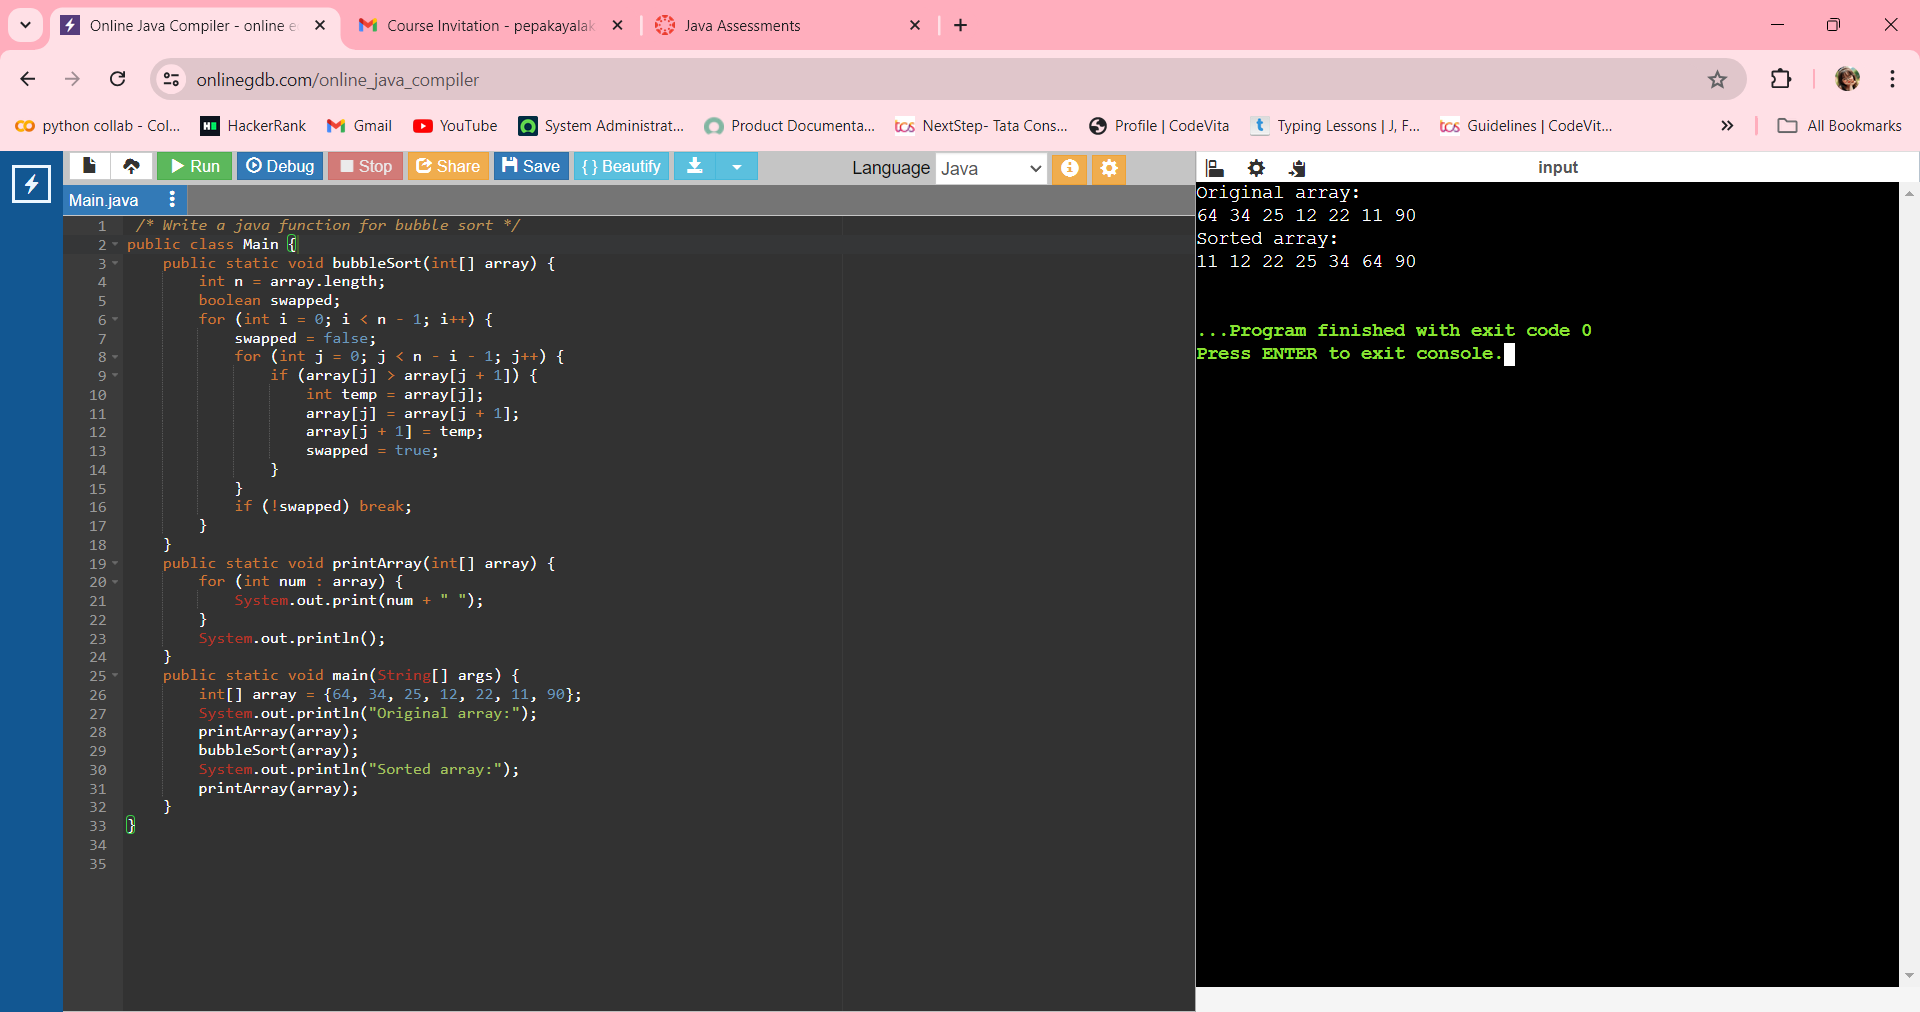 Online Java Compiler - online e
Course Invitation - pepakayalak
Java Assessments
onlinegdb.com/online_java_compiler
python collab - Col...
HackerRank
Gmail
YouTube
System Administrat...
Product Documenta...
tcs NextStep- Tata Cons...
Profile | CodeVita
t Typing Lessons | J, F...
tcs Guidelines | CodeVit...
All Bookmarks
Run
Debug
Stop
Share
Save
{ } Beautify
Language Java
input
Main.java
1 /* Write a java function for bubble sort */
2 public class Main {
3 public static void bubbleSort(int[] array) {
4 int n = array.length;
5 boolean swapped;
6 for (int i = 0; i < n - 1; i++) {
7 swapped = false;
8 for (int j = 0; j < n - i - 1; j++) {
9 if (array[j] > array[j + 1]) {
10 int temp = array[j];
11 array[j] = array[j + 1];
12 array[j + 1] = temp;
13 swapped = true;
14 }
15 }
16 if (!swapped) break;
17 }
18 }
19 public static void printArray(int[] array) {
20 for (int num : array) {
21 System.out.print(num + " ");
22 }
23 System.out.println();
24 }
25 public static void main(String[] args) {
26 int[] array = {64, 34, 25, 12, 22, 11, 90};
27 System.out.println("Original array:");
28 printArray(array);
29 bubbleSort(array);
30 System.out.println("Sorted array:");
31 printArray(array);
32 }
33 }
34
35
Original array:
64 34 25 12 22 11 90
Sorted array:
11 12 22 25 34 64 90
...Program finished with exit code 0
Press ENTER to exit console.